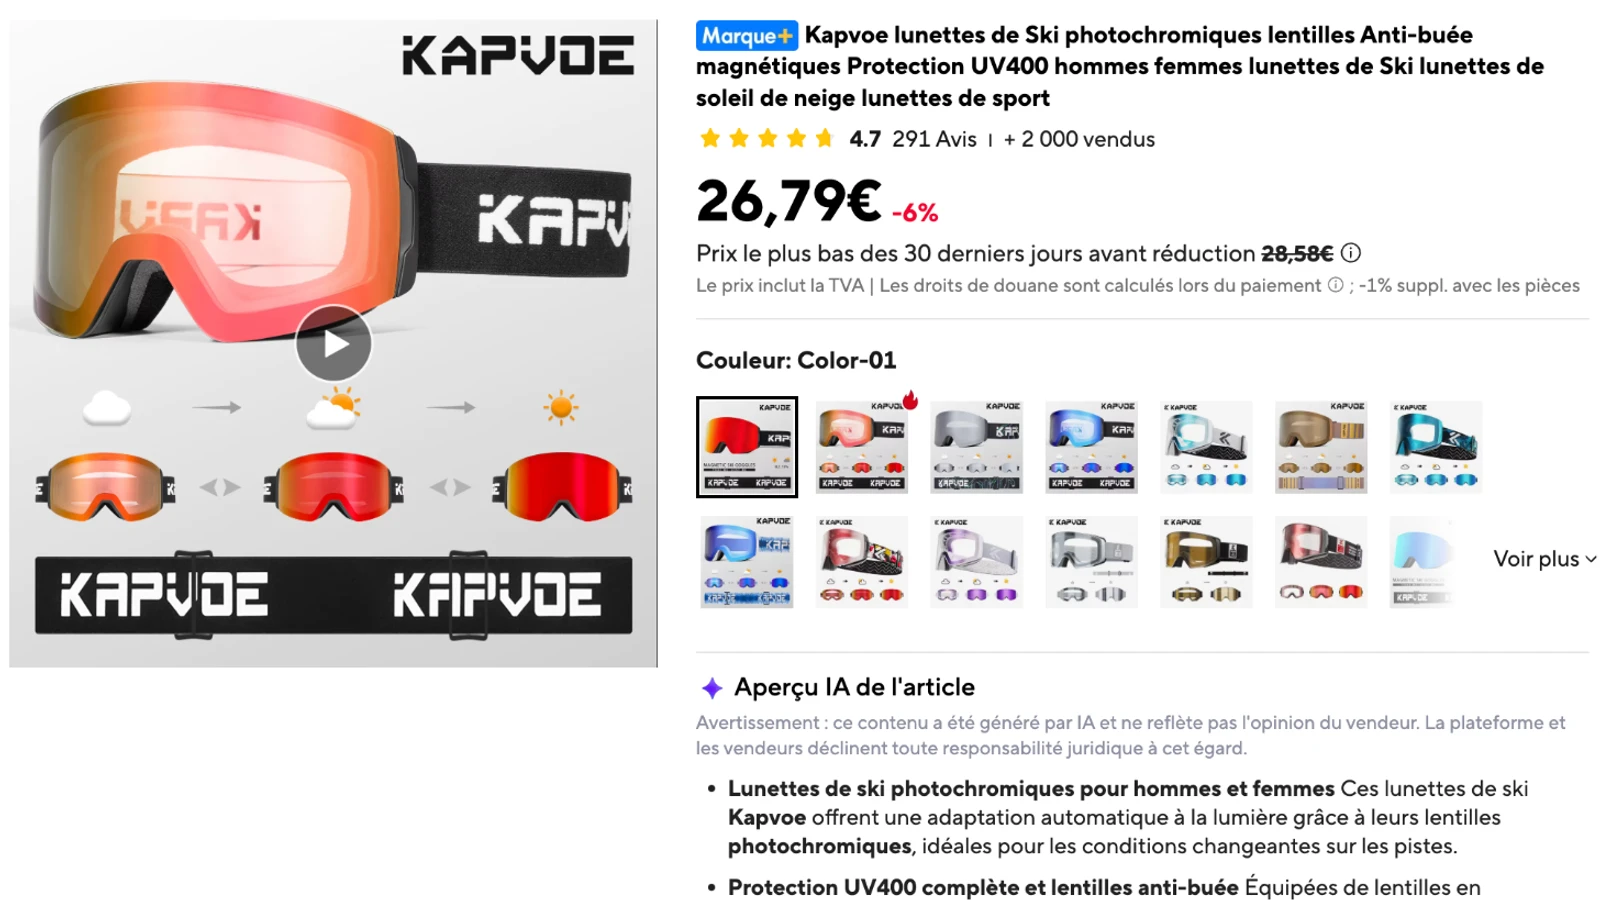 KAPVOE
KAPV
KAPV
KAPVOE KAPVOE
Marque+ Kapvoe lunettes de Ski photochromiques lentilles Anti-buée
magnétiques Protection UV400 hommes femmes lunettes de Ski lunettes de
soleil de neige lunettes de sport
4.7 291 Avis | + 2 000 vendus
26,79€ -6%
Prix le plus bas des 30 derniers jours avant réduction 28,58€
Le prix inclut la TVA | Les droits de douane sont calculés lors du paiement ; -1% suppl. avec les pièces
Couleur: Color-01
Voir plus
Aperçu IA de l'article
Avertissement : ce contenu a été généré par IA et ne reflète pas l'opinion du vendeur. La plateforme et
les vendeurs déclinent toute responsabilité juridique à cet égard.
• Lunettes de ski photochromiques pour hommes et femmes Ces lunettes de ski
Kapvoe offrent une adaptation automatique à la lumière grâce à leurs lentilles
photochromiques, idéales pour les conditions changeantes sur les pistes.
• Protection UV400 complète et lentilles anti-buée Équipées de lentilles en